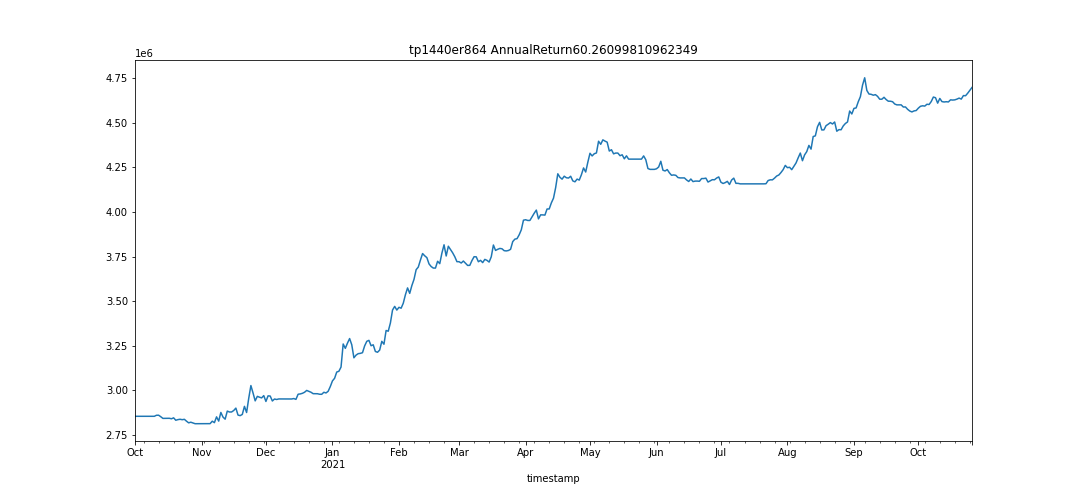 tp1440er864 AnnualReturn60.26099810962349
1e6
4.75
4.50
4.25
4.00
3.75
3.50
3.25
3.00
2.75
Oct Nov Dec Jan Feb Mar Apr May Jun Jul Aug Sep Oct
2021
timestamp